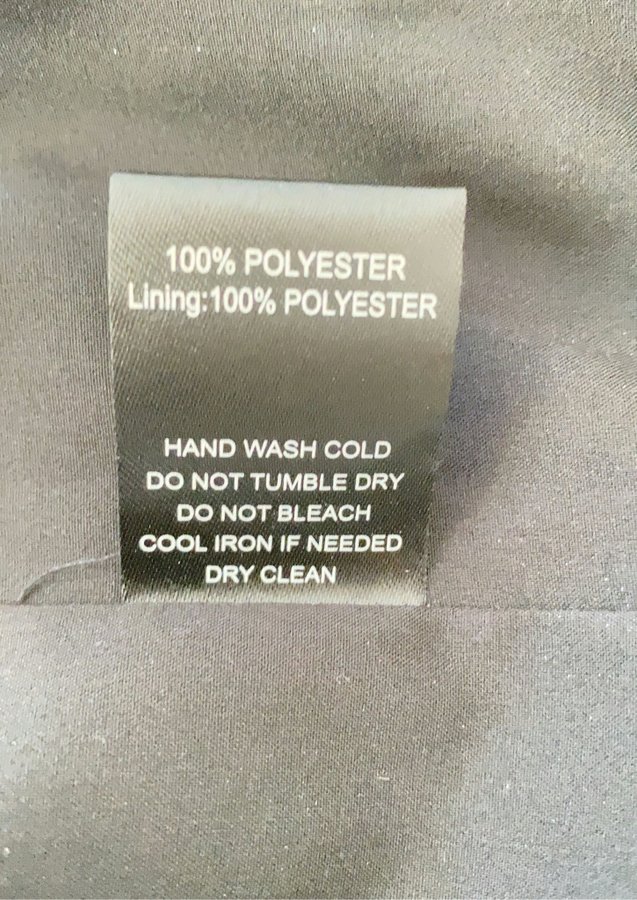 100% POLYESTER
Lining:100% POLYESTER
HAND WASH COLD
DO NOT TUMBLE DRY
DO NOT BLEACH
COOL IRON IF NEEDED
DRY CLEAN